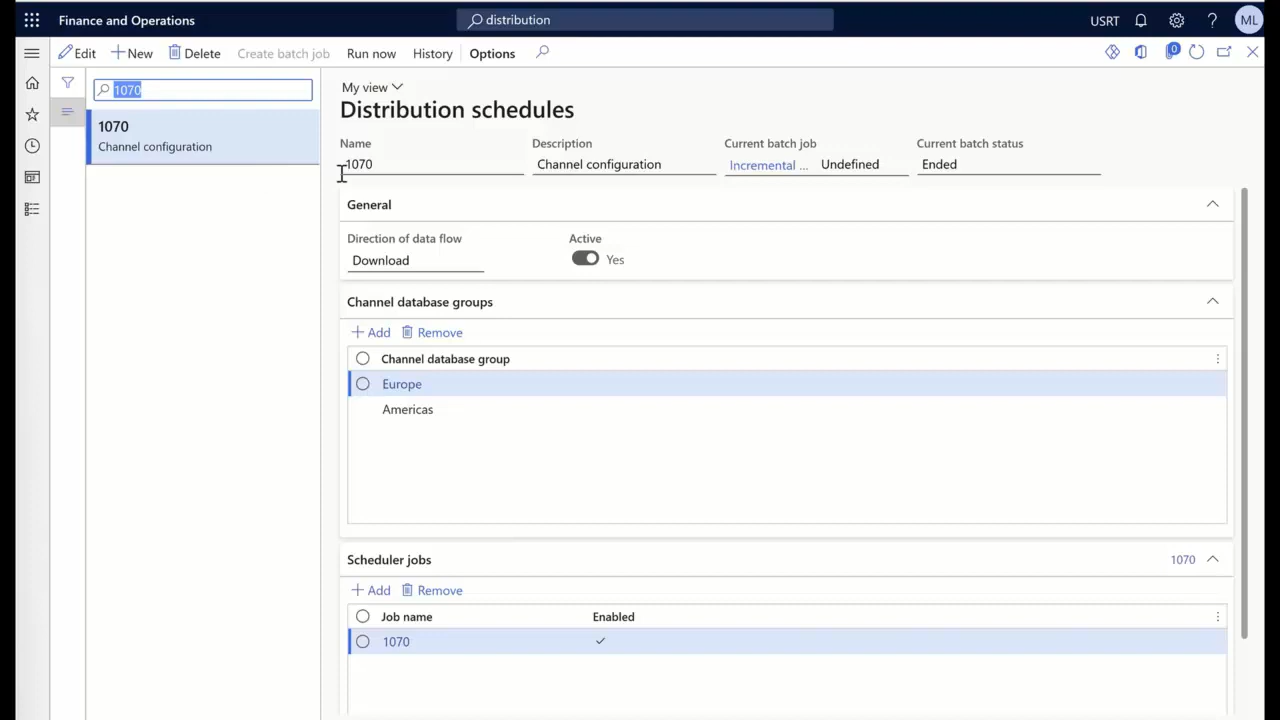 Finance and Operations
distribution
USRT
?
ML
Edit
New
Delete
Create batch job
Run now
History
Options
0
1070
1070
Channel configuration
My view
Distribution schedules
Name
Description
Current batch job
Current batch status
1070
Channel configuration
Incremental ...
Undefined
Ended
General
Direction of data flow
Active
Download
Yes
Channel database groups
+ Add
Remove
Channel database group
Europe
Americas
Scheduler jobs
1070
+ Add
Remove
Job name
Enabled
1070